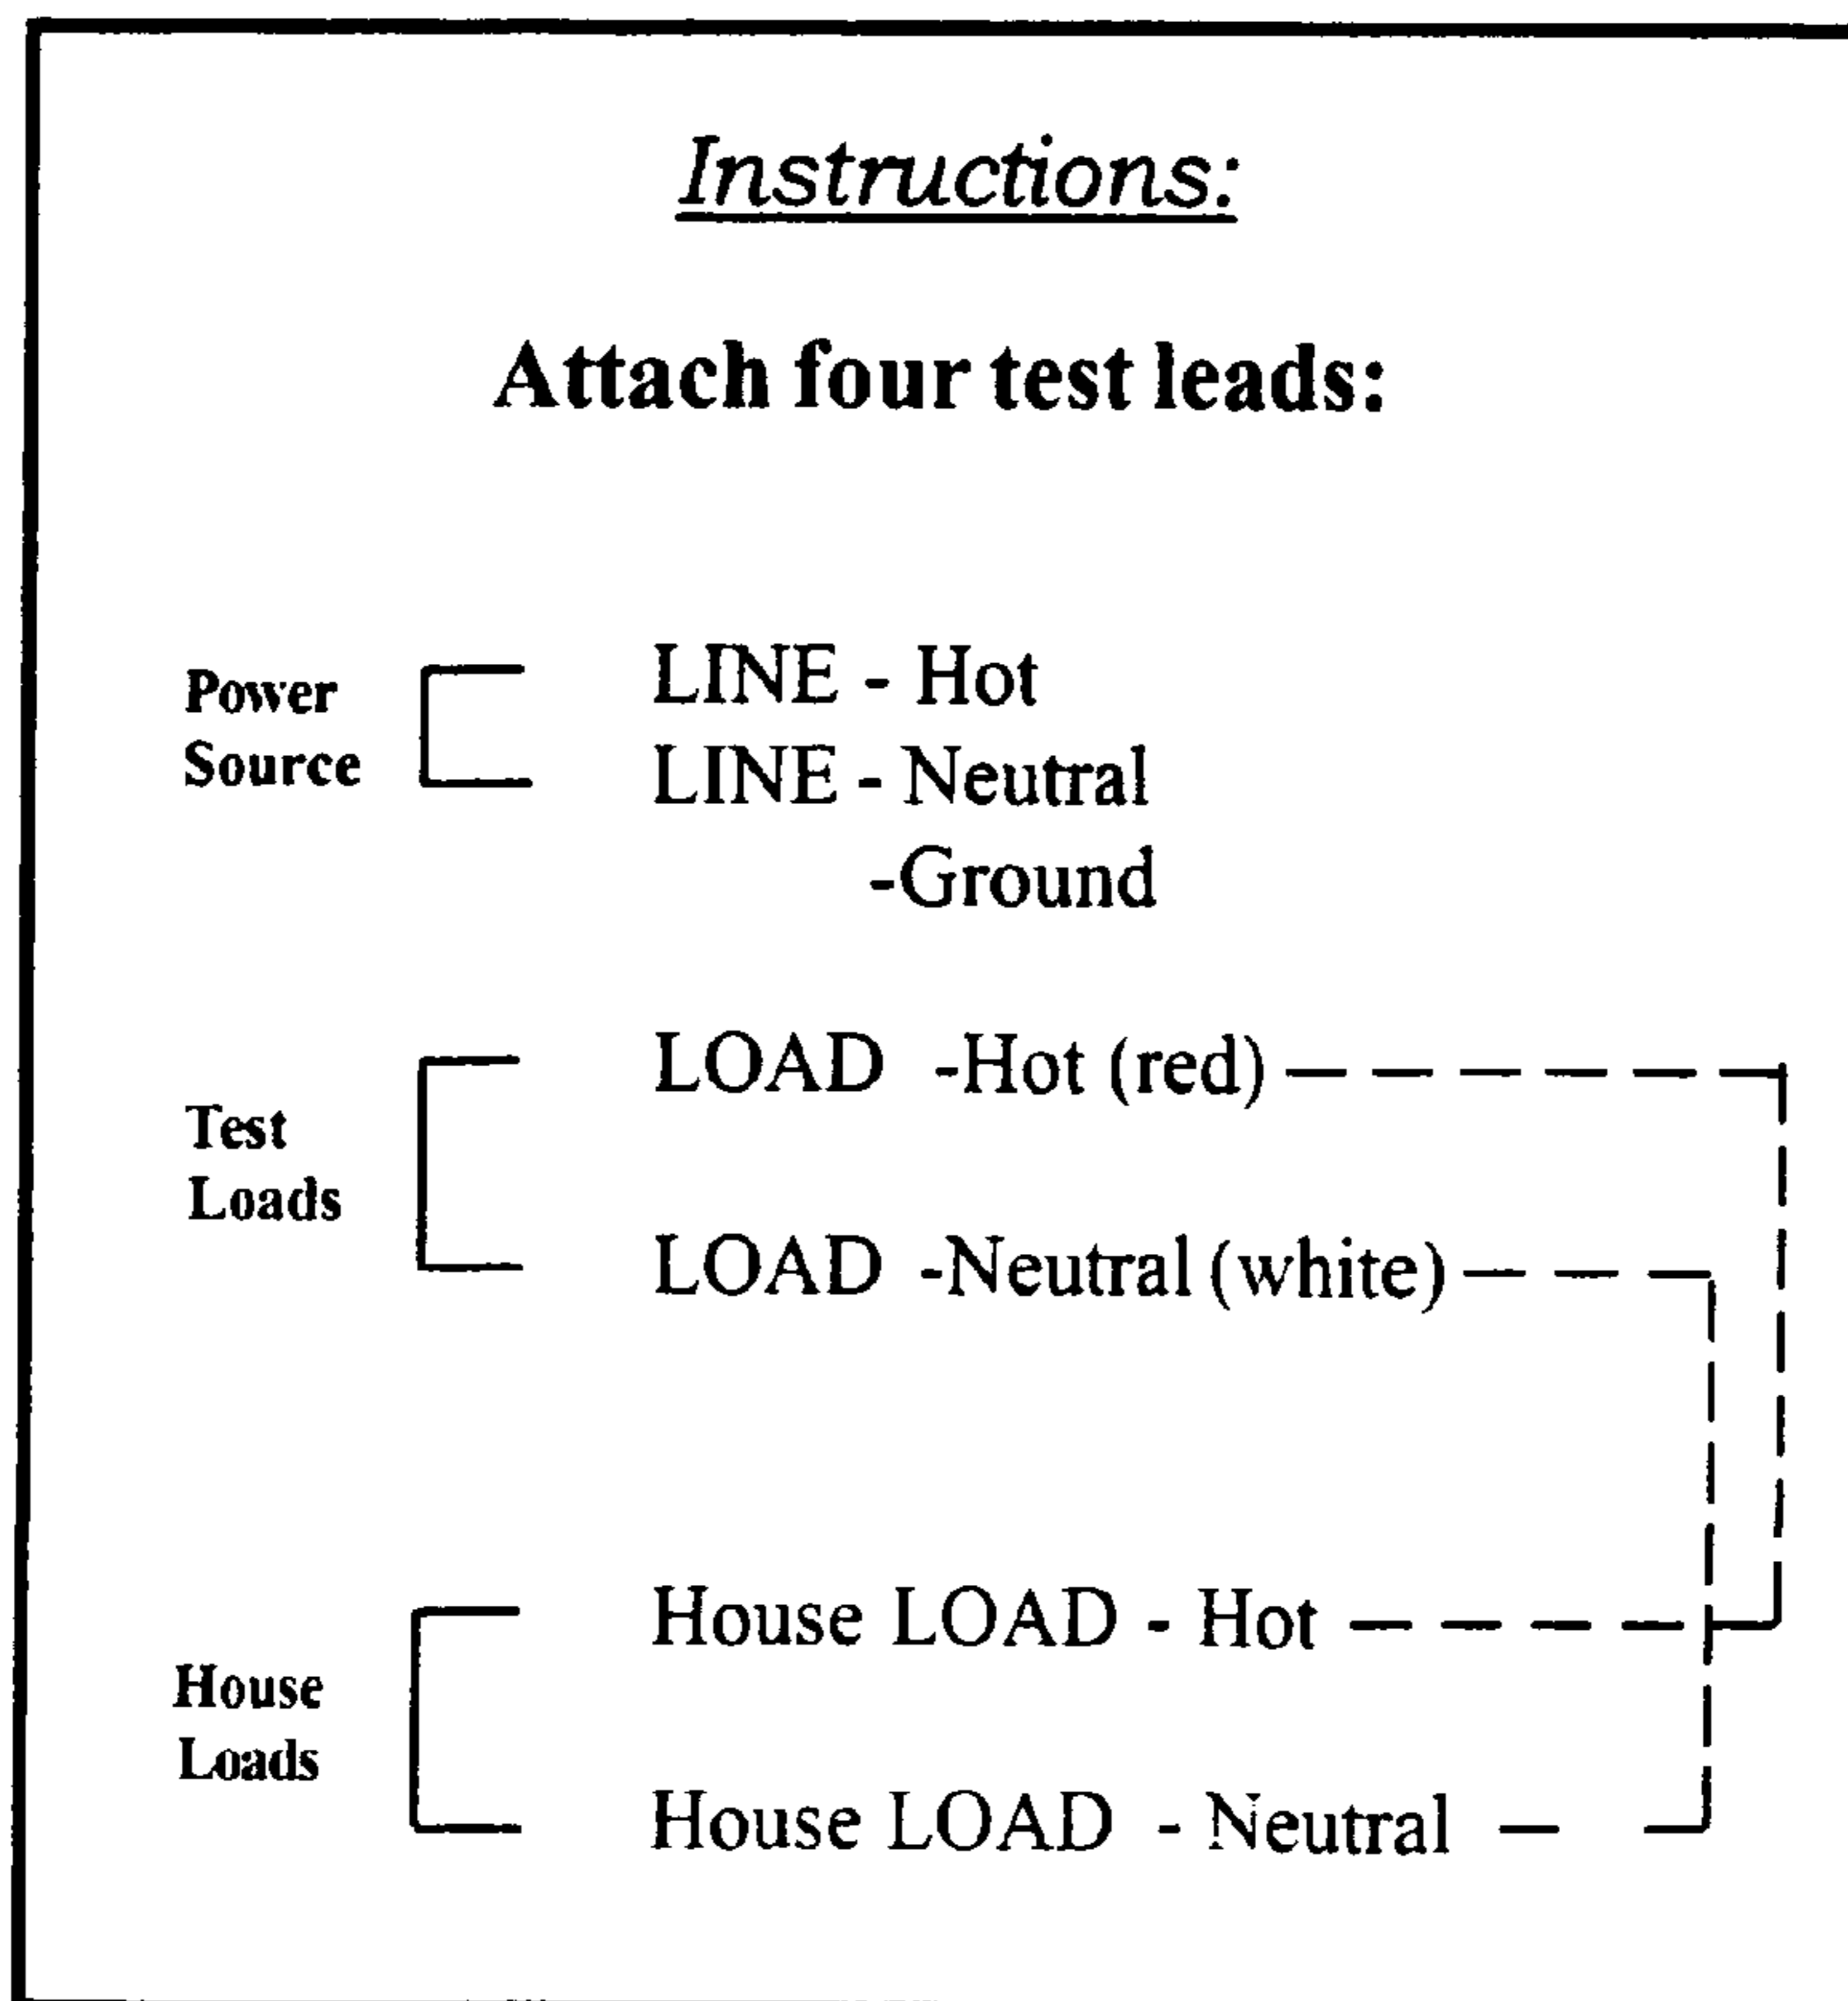 Instructions:
Attach four test leads:
Power
Source
LINE - Hot
LINE - Neutral
-Ground
Test
Loads
LOAD -Hot (red)
LOAD -Neutral (white)
House
Loads
House LOAD - Hot
House LOAD - Neutral